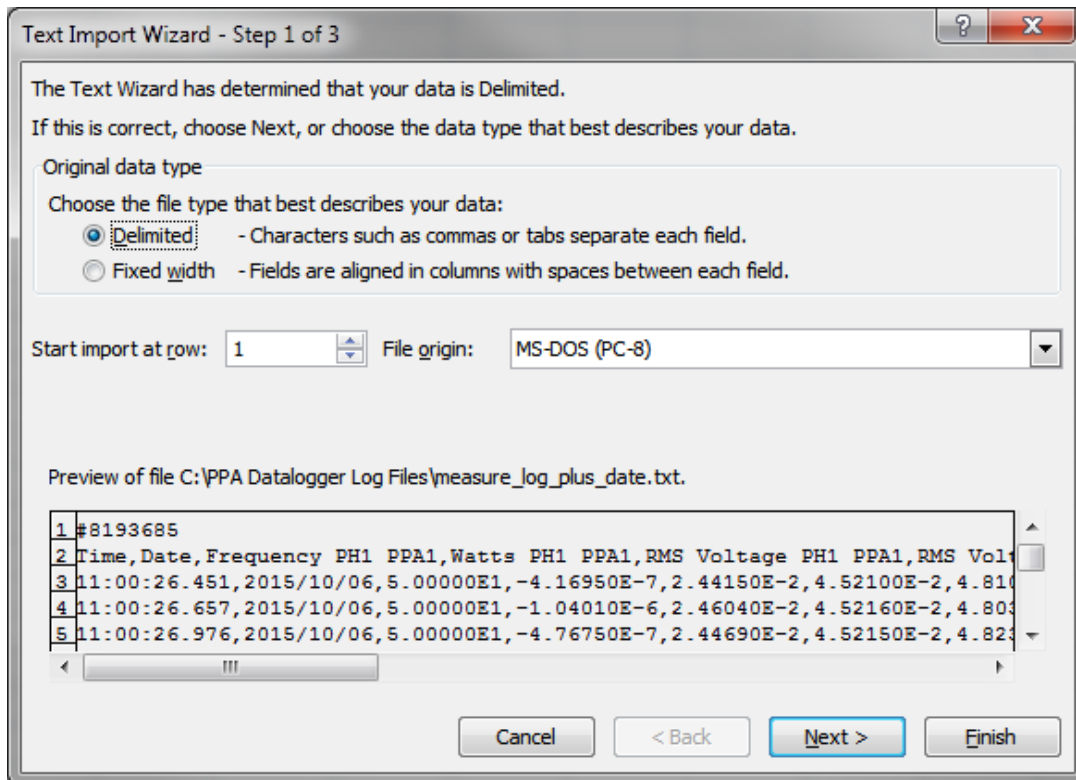 Text Import Wizard - Step 1 of 3
The Text Wizard has determined that your data is Delimited.
If this is correct, choose Next, or choose the data type that best describes your data.
Original data type
Choose the file type that best describes your data:
Delimited - Characters such as commas or tabs separate each field.
Fixed width - Fields are aligned in columns with spaces between each field.
Start import at row: 1 File origin: MS-DOS (PC-8)
Preview of file C:\PPA Datalogger Log Files\measure_log_plus_date.txt.
1 #8193685
2 Time,Date,Frequency PH1 PPA1,Watts PH1 PPA1,RMS Voltage PH1 PPA1,RMS Volt
3 11:00:26.451,2015/10/06,5.00000E1,-4.16950E-7,2.44150E-2,4.52100E-2,4.810
4 11:00:26.657,2015/10/06,5.00000E1,-1.04010E-6,2.46040E-2,4.52160E-2,4.803
5 11:00:26.976,2015/10/06,5.00000E1,-4.76750E-7,2.44690E-2,4.52150E-2,4.823
Cancel < Back Next > Finish